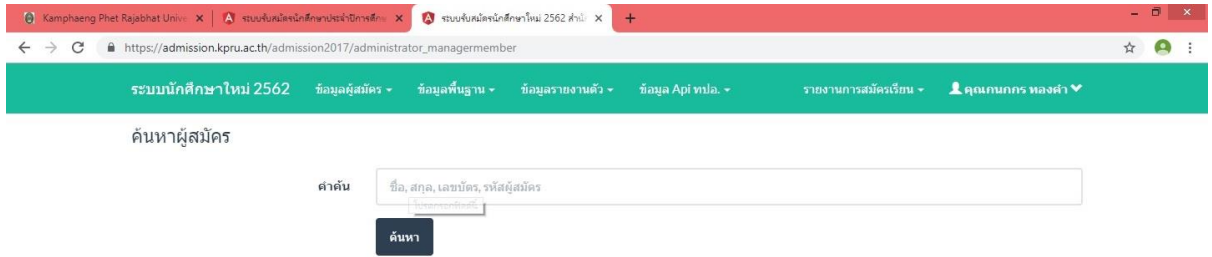 Kamphaeng Phet Rajabhat Unive
ระบบรับสมัครนักศึกษาประจำปีการศึกษ
ระบบรับสมัครนักศึกษาใหม่ 2562 สำนั
https://admission.kpru.ac.th/admission2017/administrator_managermember
ระบบนักศึกษาใหม่ 2562 ข้อมูลผู้สมัคร ข้อมูลพื้นฐาน ข้อมูลรายงานตัว ข้อมูล Api ทปอ. รายงานการสมัครเรียน คุณกนกกร ทองคำ
ค้นหาผู้สมัคร
คำค้น
ชื่อ, สกุล, เลขบัตร, รหัสผู้สมัคร
ค้นหา